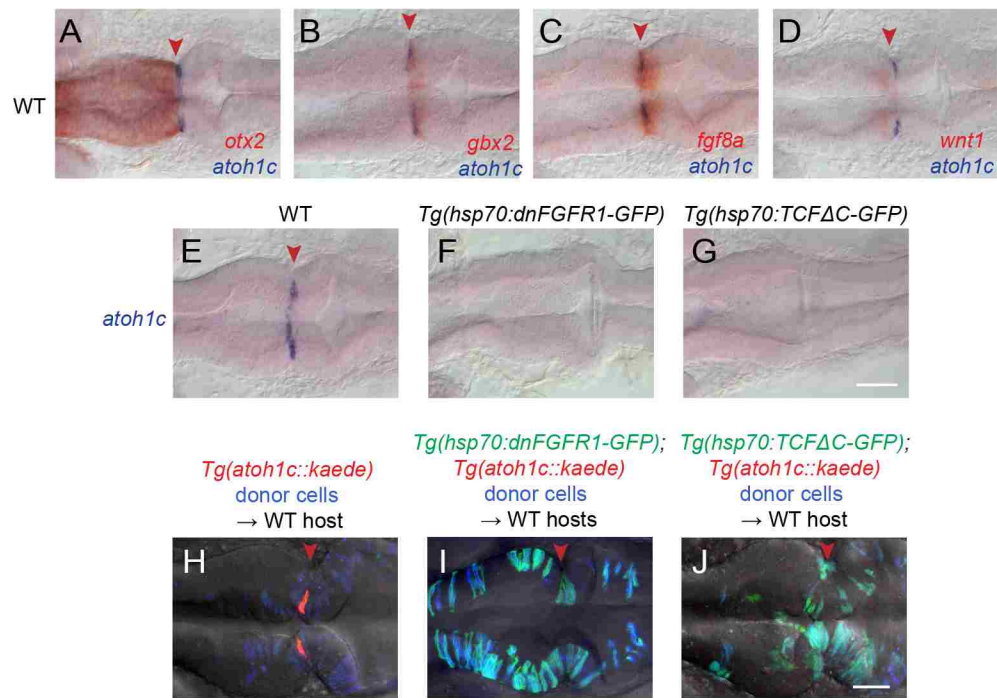 A
B
C
D
WT
otx2
atoh1c
gbx2
atoh1c
fgf8a
atoh1c
wnt1
atoh1c
WT
Tg(hsp70:dnFGFR1-GFP)
Tg(hsp70:TCFΔC-GFP)
E
F
G
atoh1c
Tg(atoh1c::kaede)
donor cells
→ WT host
Tg(hsp70:dnFGFR1-GFP);
Tg(atoh1c::kaede)
donor cells
→ WT hosts
Tg(hsp70:TCFΔC-GFP);
Tg(atoh1c::kaede)
donor cells
→ WT host
H
I
J